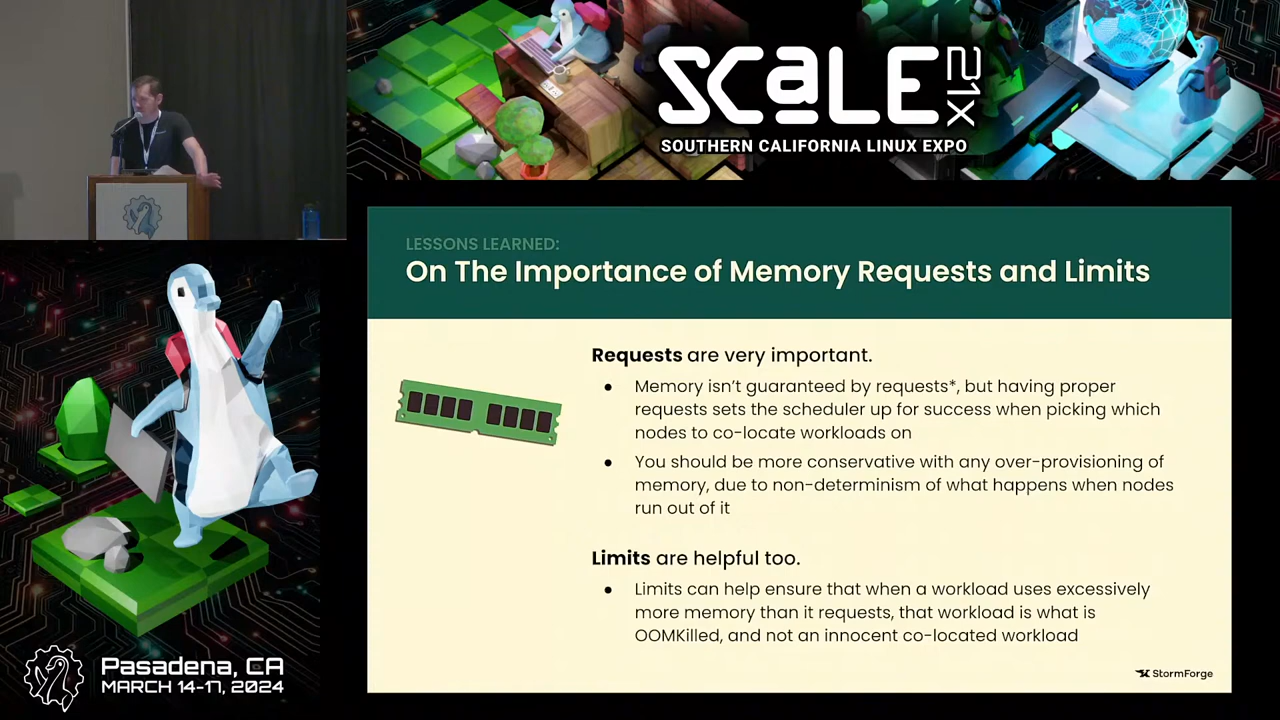 SCaLE 21X
SOUTHERN CALIFORNIA LINUX EXPO
LESSONS LEARNED:
On The Importance of Memory Requests and Limits
Requests are very important.
● Memory isn't guaranteed by requests*, but having proper
requests sets the scheduler up for success when picking which
nodes to co-locate workloads on
● You should be more conservative with any over-provisioning of
memory, due to non-determinism of what happens when nodes
run out of it
Limits are helpful too.
● Limits can help ensure that when a workload uses excessively
more memory than it requests, that workload is what is
OOMKilled, and not an innocent co-located workload
StormForge
Pasadena, CA
MARCH 14-17, 2024